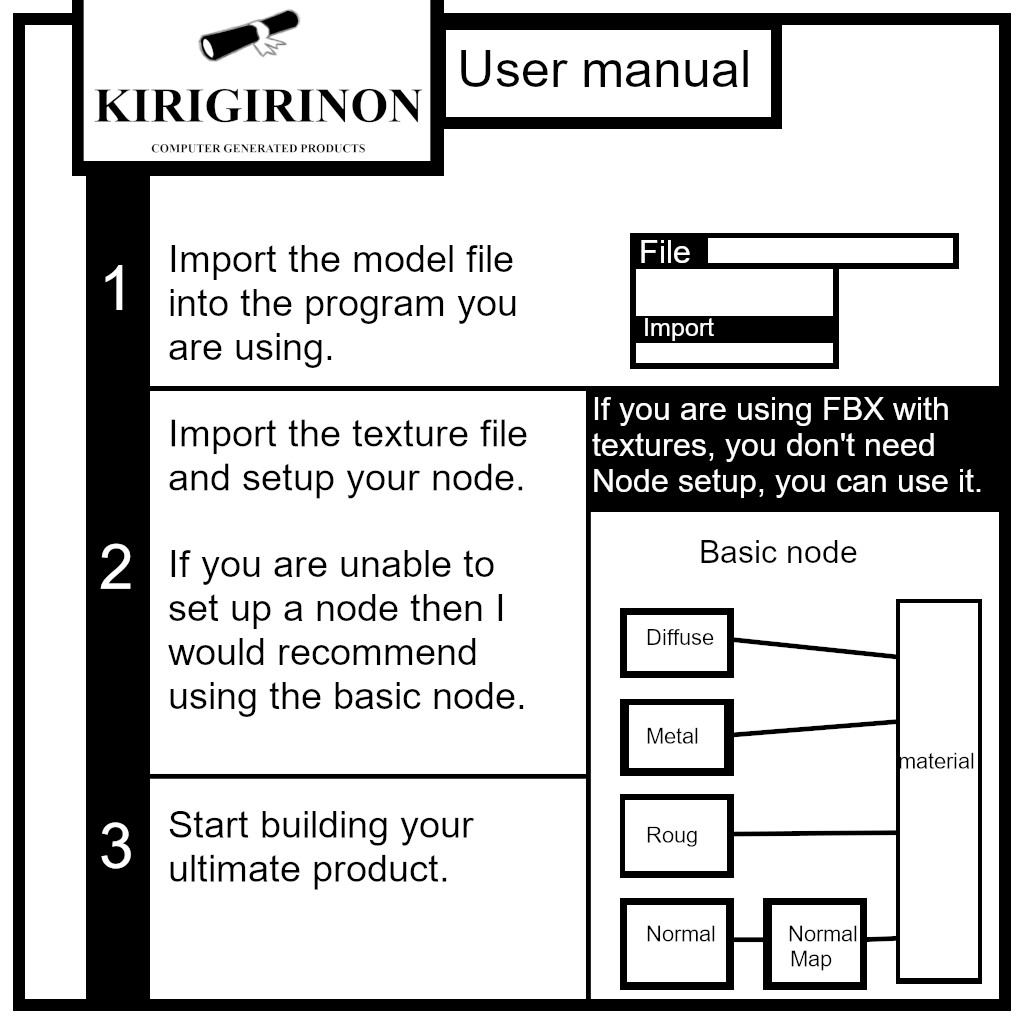 KIRIGIRINON
COMPUTER GENERATED PRODUCTS
User manual
1
Import the model file
into the program you
are using.
File
Import
2
Import the texture file
and setup your node.
If you are unable to
set up a node then I
would recommend
using the basic node.
If you are using FBX with
textures, you don't need
Node setup, you can use it.
Basic node
Diffuse
Metal
Roug
Normal
Normal
Map
material
3
Start building your
ultimate product.